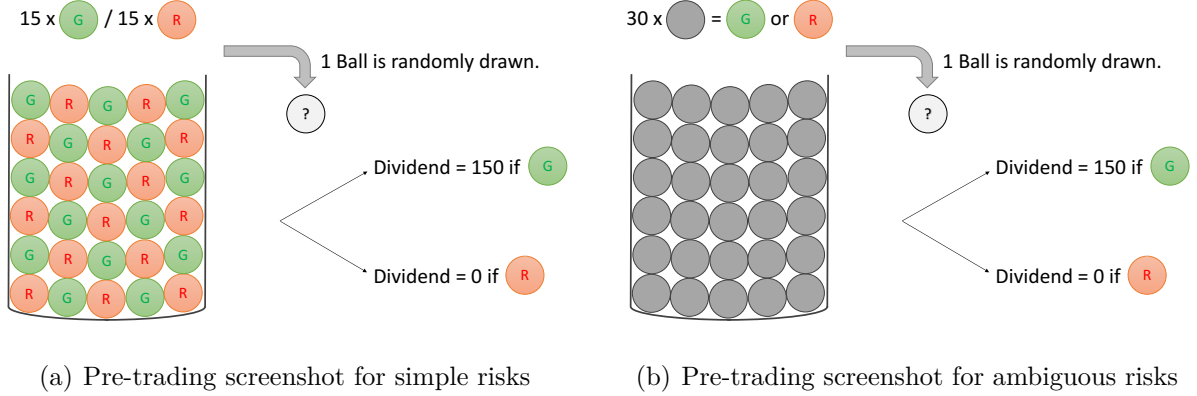 15 x G / 15 x R
1 Ball is randomly drawn.
?
G R G R G
R G R G R
G R G R G
R G R G R
G R G R G
R G R G R
Dividend = 150 if G
Dividend = 0 if R
(a) Pre-trading screenshot for simple risks
30 x = G or R
1 Ball is randomly drawn.
?
Dividend = 150 if G
Dividend = 0 if R
(b) Pre-trading screenshot for ambiguous risks